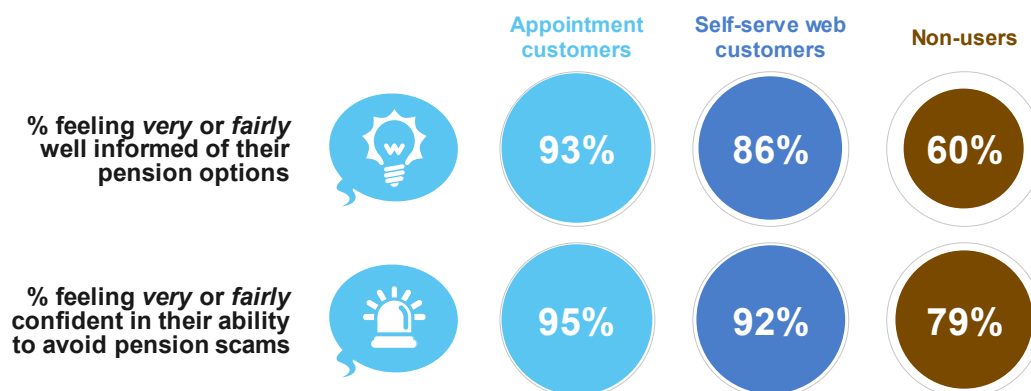 Appointment
customers
Self-serve web
customers
Non-users
% feeling very or fairly
well informed of their
pension options
93%
86%
60%
% feeling very or fairly
confident in their ability
to avoid pension scams
95%
92%
79%